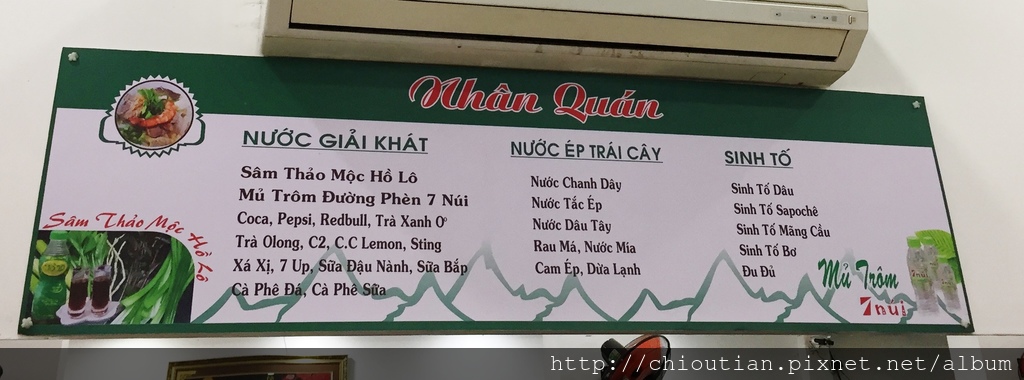 Nhân Quán
NƯỚC GIẢI KHÁT
Sâm Thảo Mộc Hồ Lô
Mủ Trôm Đường Phèn 7 Núi
Coca, Pepsi, Redbull, Trà Xanh O°
Trà Olong, C2, C.C Lemon, Sting
Xá Xị, 7 Up, Sữa Đậu Nành, Sữa Bắp
Cà Phê Đá, Cà Phê Sữa
NƯỚC ÉP TRÁI CÂY
Nước Chanh Dây
Nước Tắc Ép
Nước Dâu Tây
Rau Má, Nước Mía
Cam Ép, Dừa Lạnh
SINH TỐ
Sinh Tố Dâu
Sinh Tố Sapochê
Sinh Tố Mãng Cầu
Sinh Tố Bơ
Đu Đủ
Sâm Thảo Mộc Hồ Lô
Mủ Trôm
7 núi
http://chioutian.pixnet.net/album